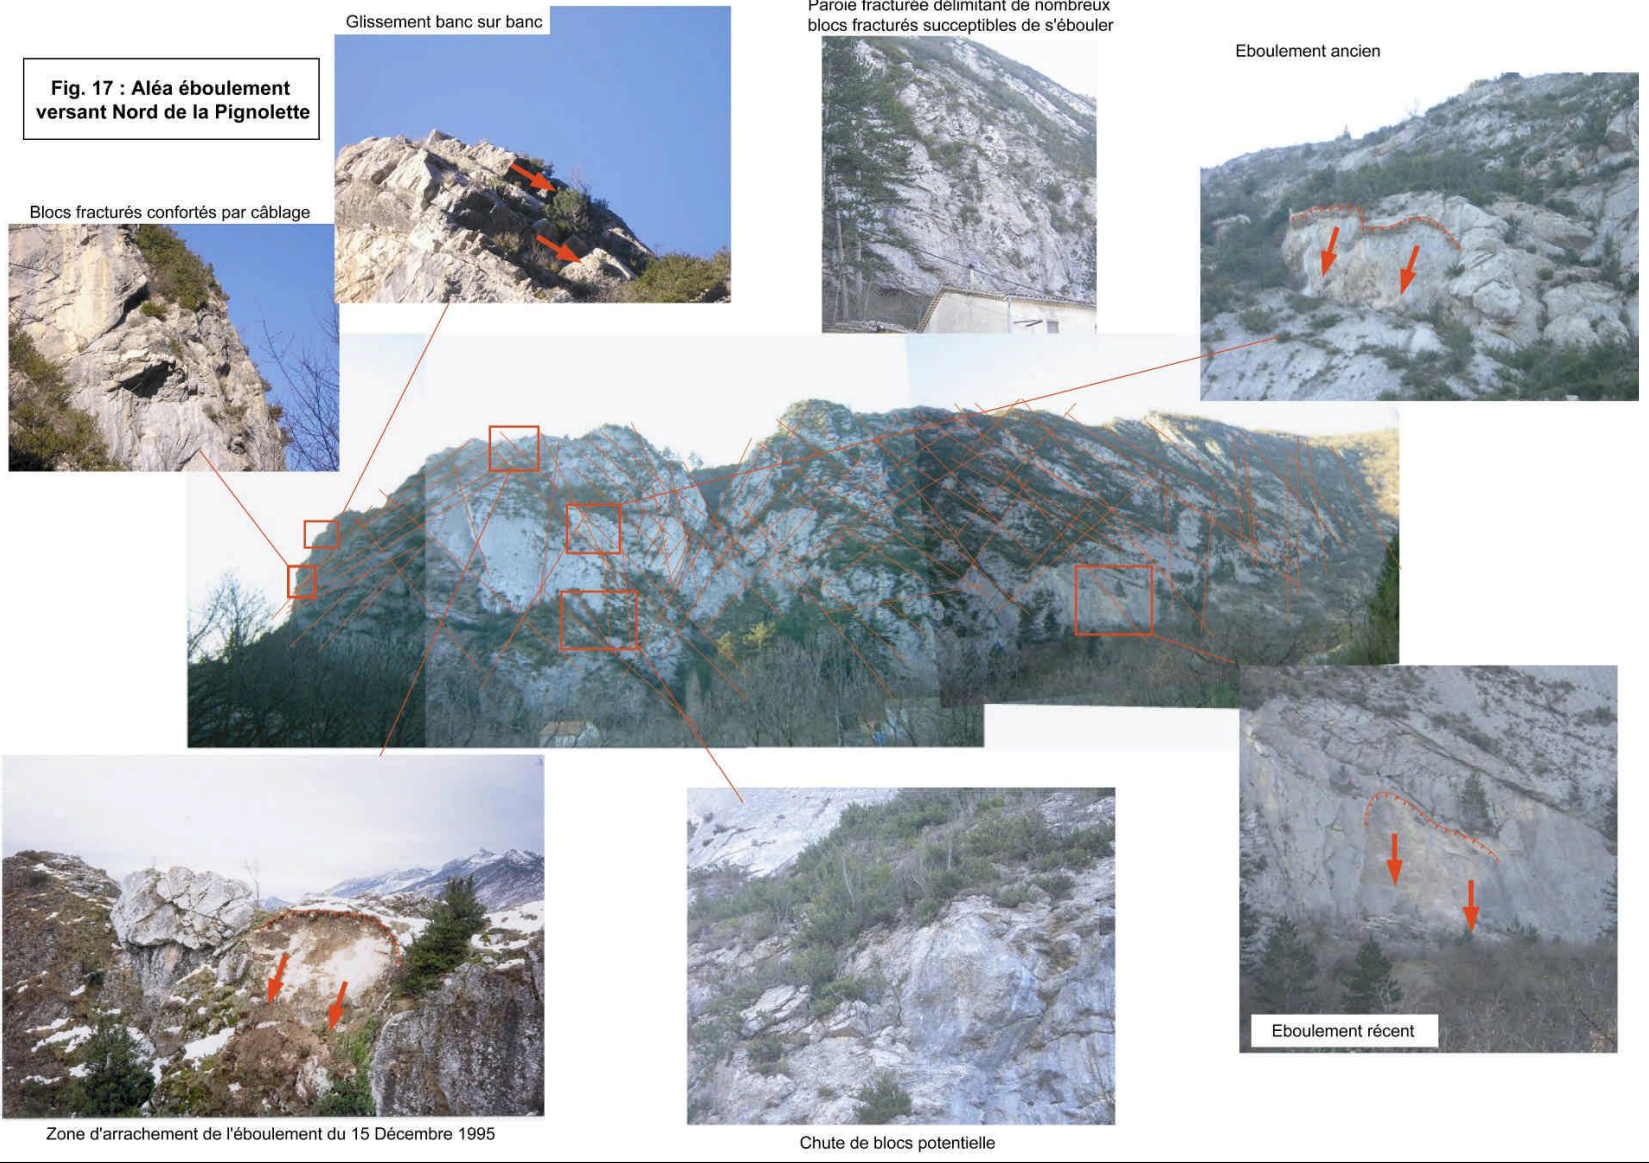 Glissement banc sur banc
Paroie fracturée délimitant de nombreux
blocs fracturés succeptibles de s'ébouler
Eboulement ancien
Fig. 17 : Aléa éboulement
versant Nord de la Pignolette
Blocs fracturés confortés par câblage
Eboulement récent
Zone d'arrachement de l'éboulement du 15 Décembre 1995
Chute de blocs potentielle